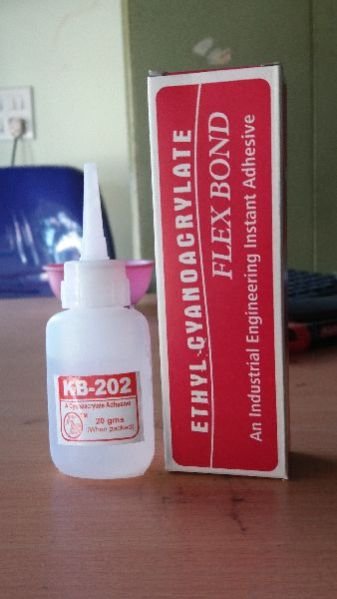 KB-202
A Cyanoacrylate Adhesive
20 gms
(When packed)
ETHYL CYANOACRYLATE
FLEX BOND
An Industrial Engineering Instant Adhesive